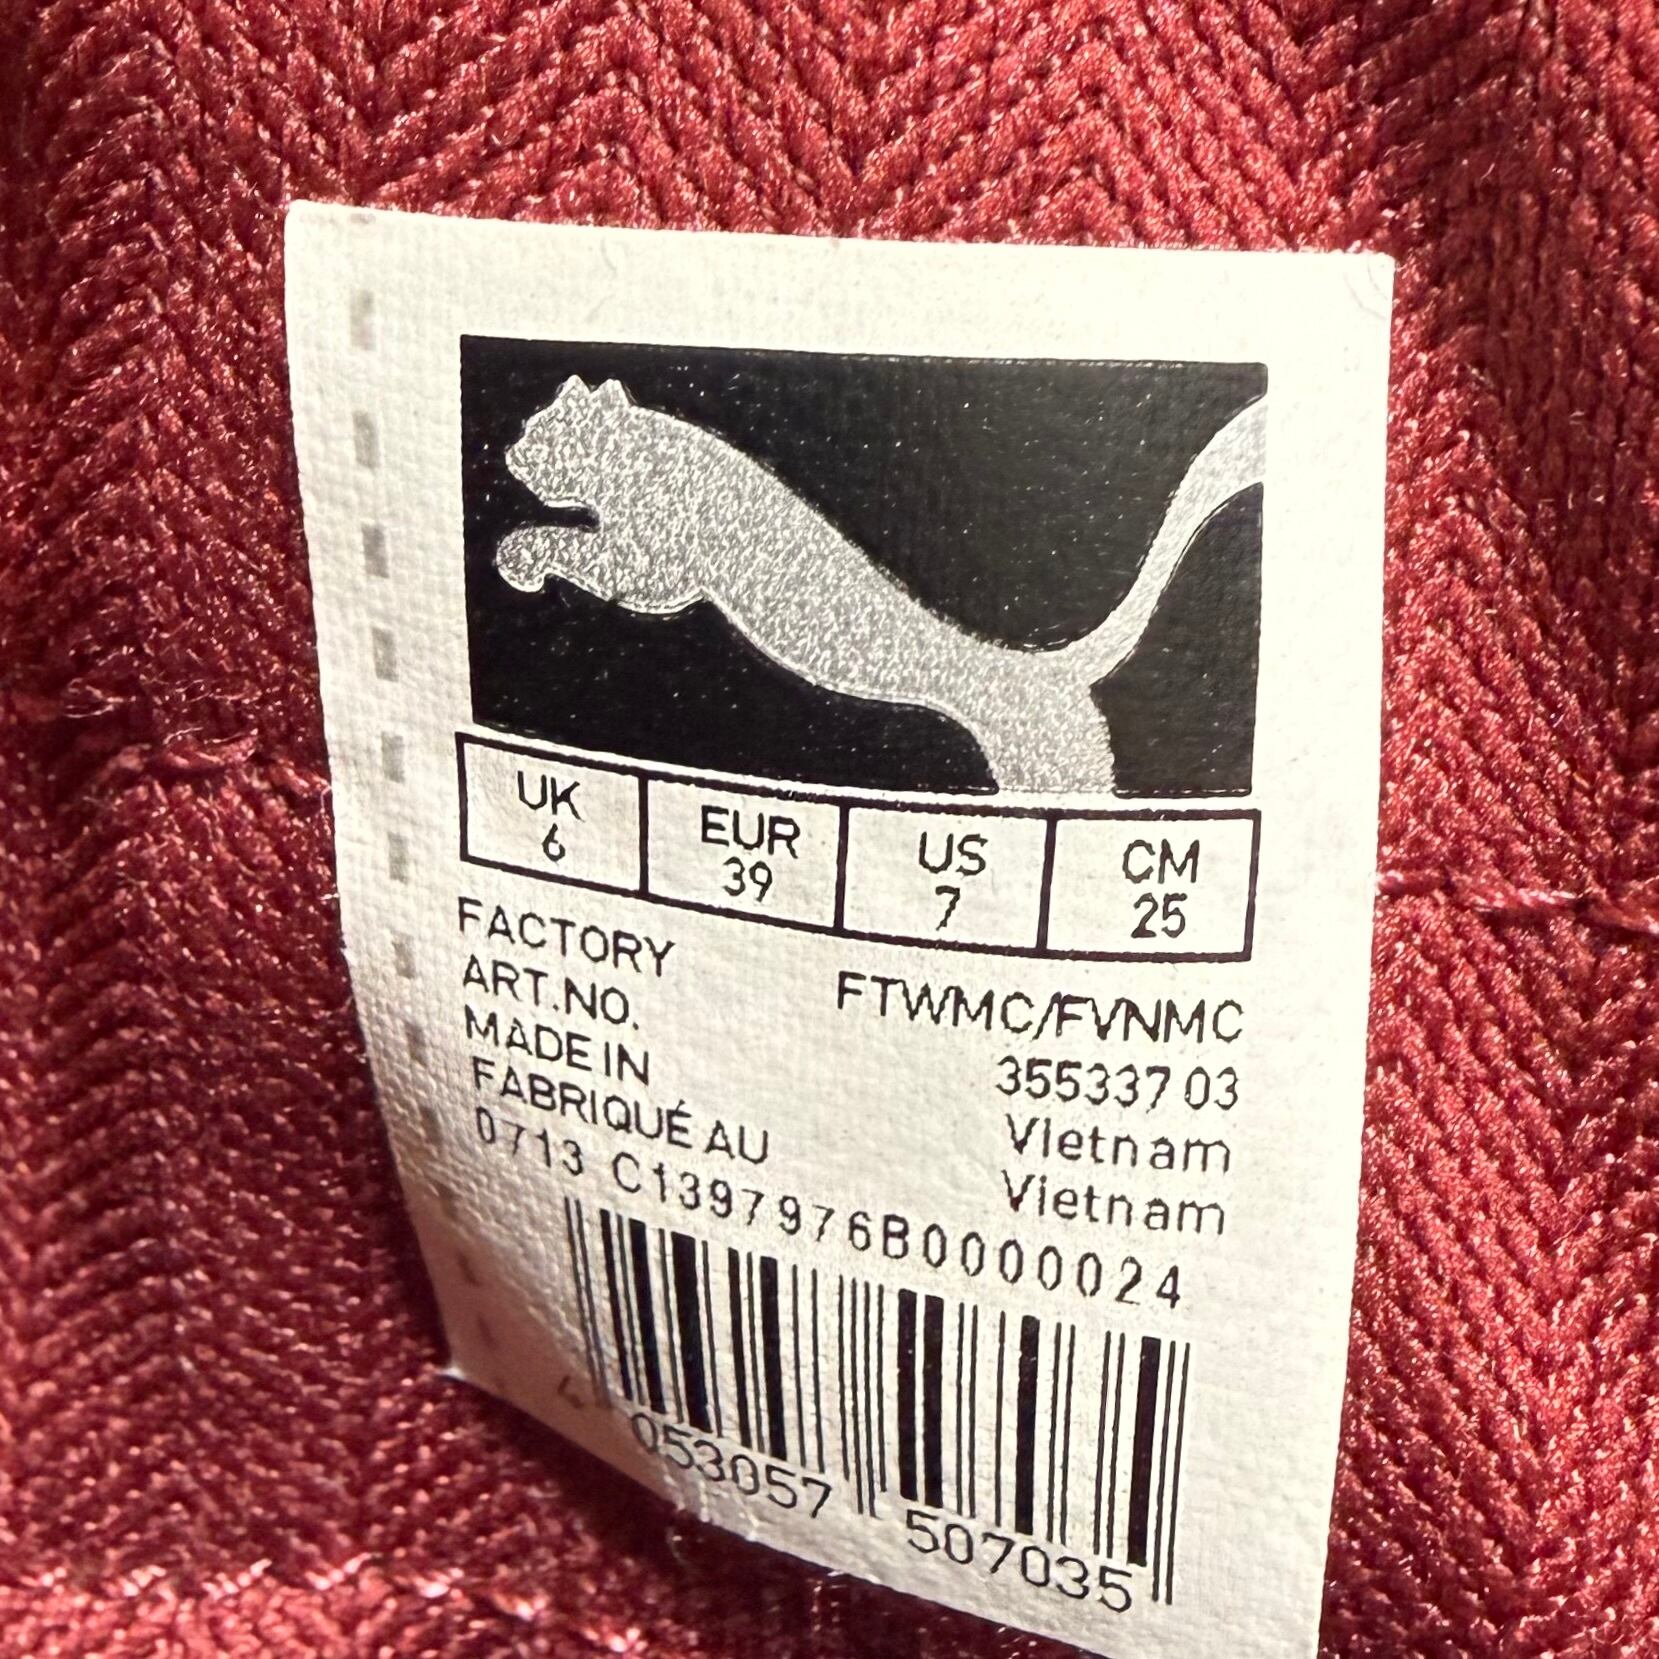 UK EUR US CM
6 39 7 25
FACTORY FTWMC/FVNMC
ART.NO. 355337 03
MADE IN Vietnam
FABRIQUÉ AU Vietnam
0713 C1397976B0000024
4 053057 507035